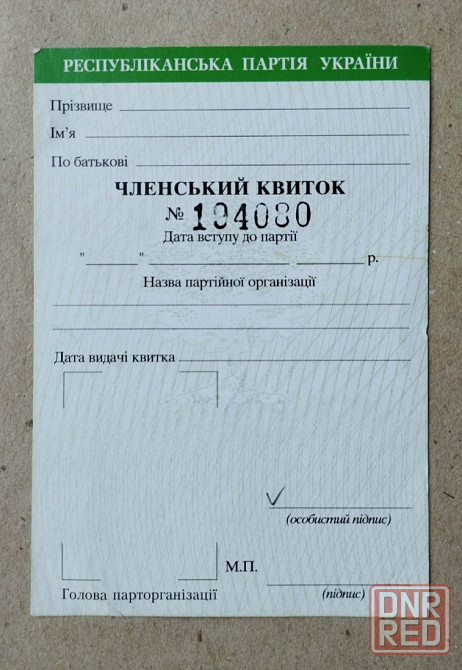 РЕСПУБЛІКАНСЬКА ПАРТІЯ УКРАЇНИ
Прізвище
Ім'я
По батькові
ЧЛЕНСЬКИЙ КВИТОК
№ 194080
Дата вступу до партії
" " р.
Назва партійної організації
Дата видачі квитка
(особистий підпис)
М.П.
Голова парторганізації (підпис)
DNR
RED